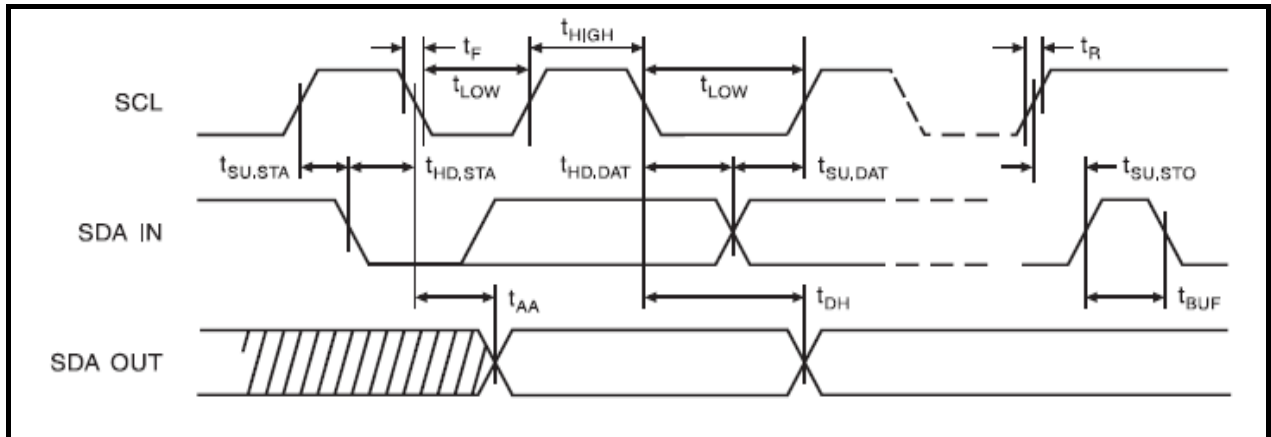 tF
tHIGH
tR
SCL
tLOW
tLOW
tSU,STA
tHD,STA
tHD,DAT
tSU,DAT
tSU,STO
SDA IN
tAA
tDH
tBUF
SDA OUT